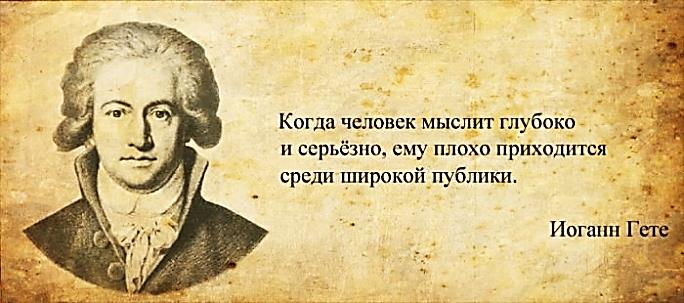 Когда человек мыслит глубоко
и серьёзно, ему плохо приходится
среди широкой публики.
Иоганн Гете